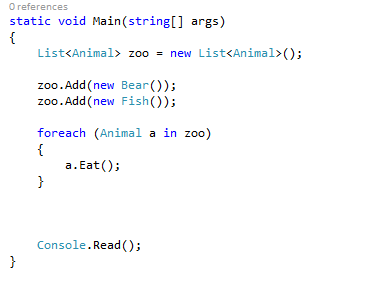 0 references
static void Main(string[] args)
{
    List<Animal> zoo = new List<Animal>();

    zoo.Add(new Bear());
    zoo.Add(new Fish());

    foreach (Animal a in zoo)
    {
        a.Eat();
    }

    Console.Read();
}